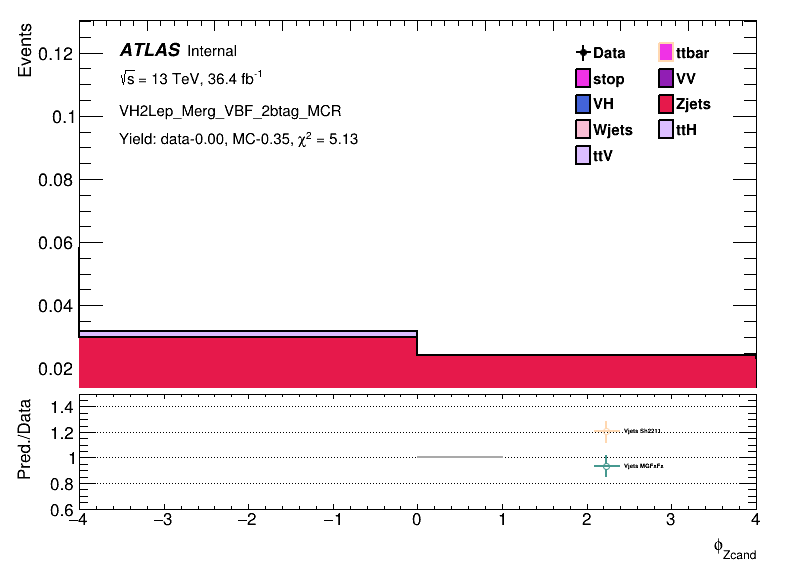 Events
0.12
0.1
0.08
0.06
0.04
0.02
ATLAS Internal
√s = 13 TeV, 36.4 fb⁻¹
VH2Lep_Merg_VBF_2btag_MCR
Yield: data-0.00, MC-0.35, χ² = 5.13
Data ttbar
stop VV
VH Zjets
Wjets ttH
ttV
Pred./Data
1.4
1.2
1
0.8
0.6
Vjets Sh2211
Vjets MGFxFx
−4 −3 −2 −1 0 1 2 3 4
ϕ_Zcand